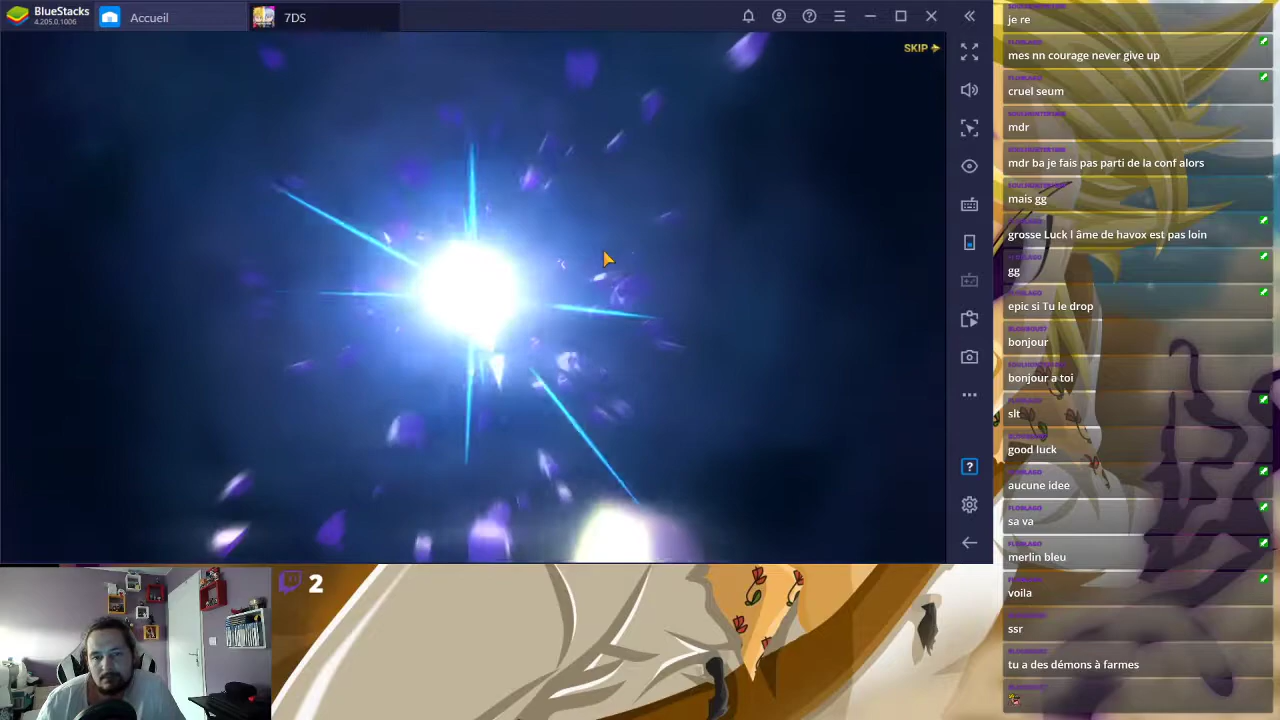 BlueStacks
4.205.0.1006
Accueil
7DS
SKIP
2
je re
mes nn courage never give up
cruel seum
mdr
mdr ba je fais pas parti de la conf alors
mais gg
grosse Luck l âme de havox est pas loin
gg
epic si Tu le drop
bonjour
bonjour a toi
slt
good luck
aucune idee
sa va
merlin bleu
voila
ssr
tu a des démons à farmes